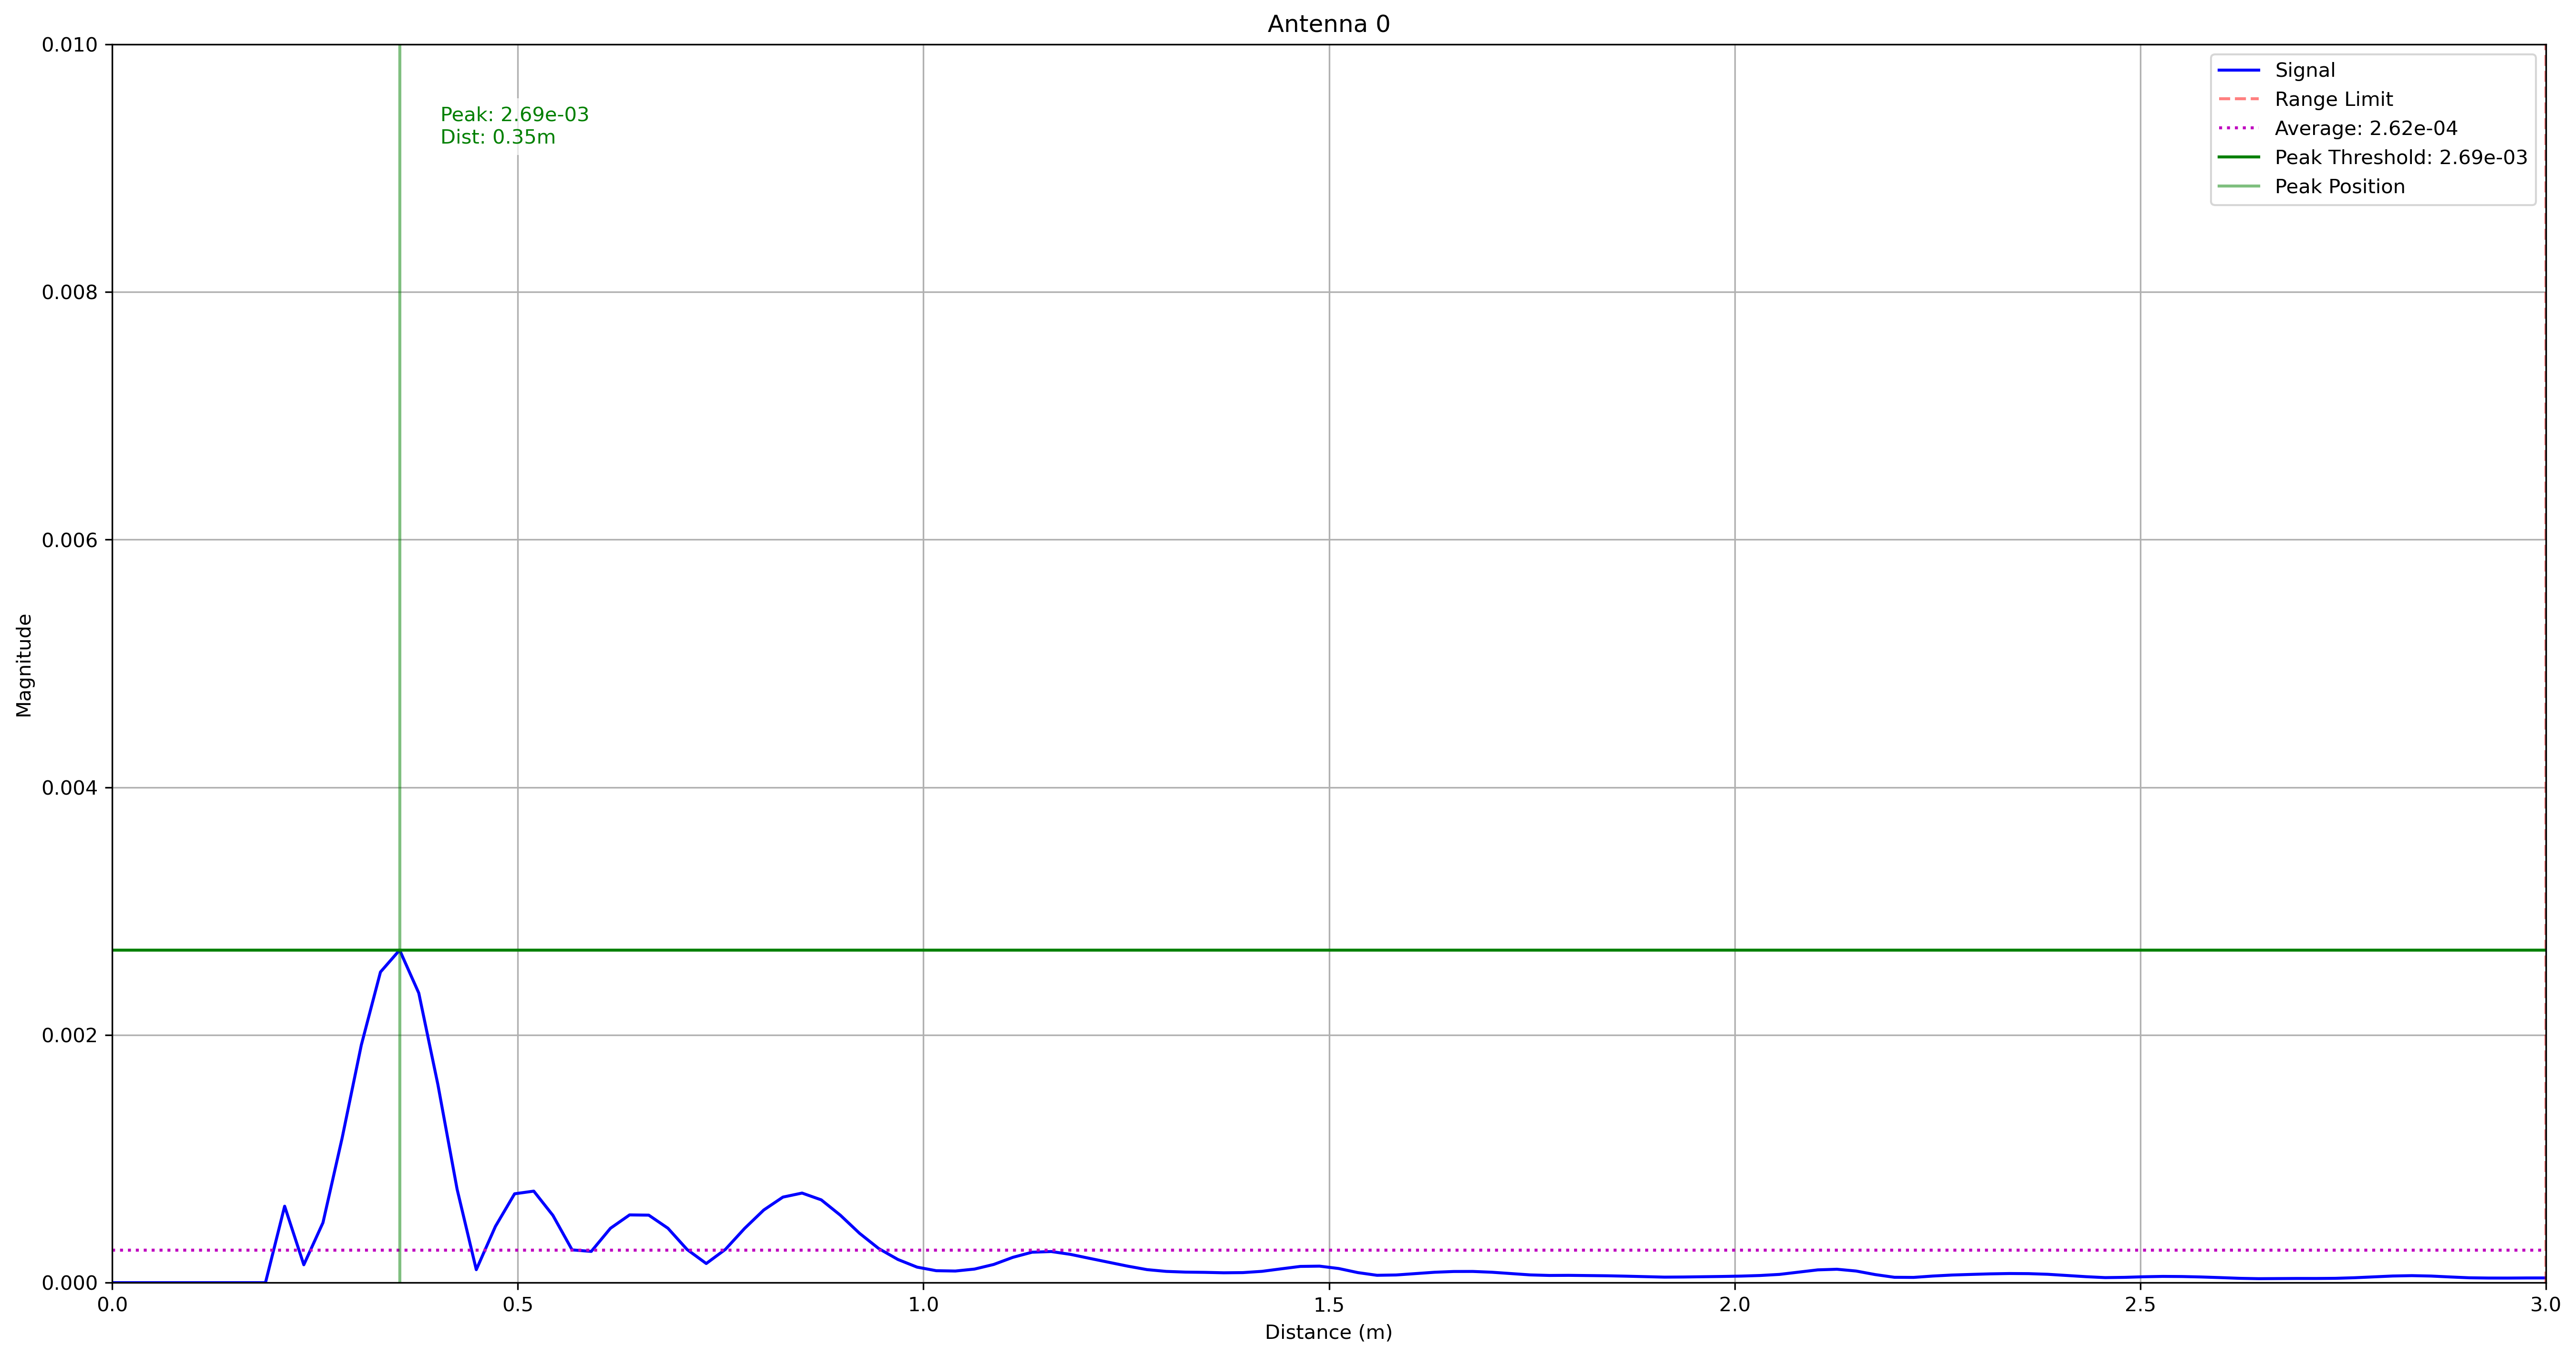 Antenna 0
0.010
0.008
0.006
0.004
0.002
0.000
Magnitude
Peak: 2.69e-03
Dist: 0.35m
Signal
Range Limit
Average: 2.62e-04
Peak Threshold: 2.69e-03
Peak Position
0.0 0.5 1.0 1.5 2.0 2.5 3.0
Distance (m)